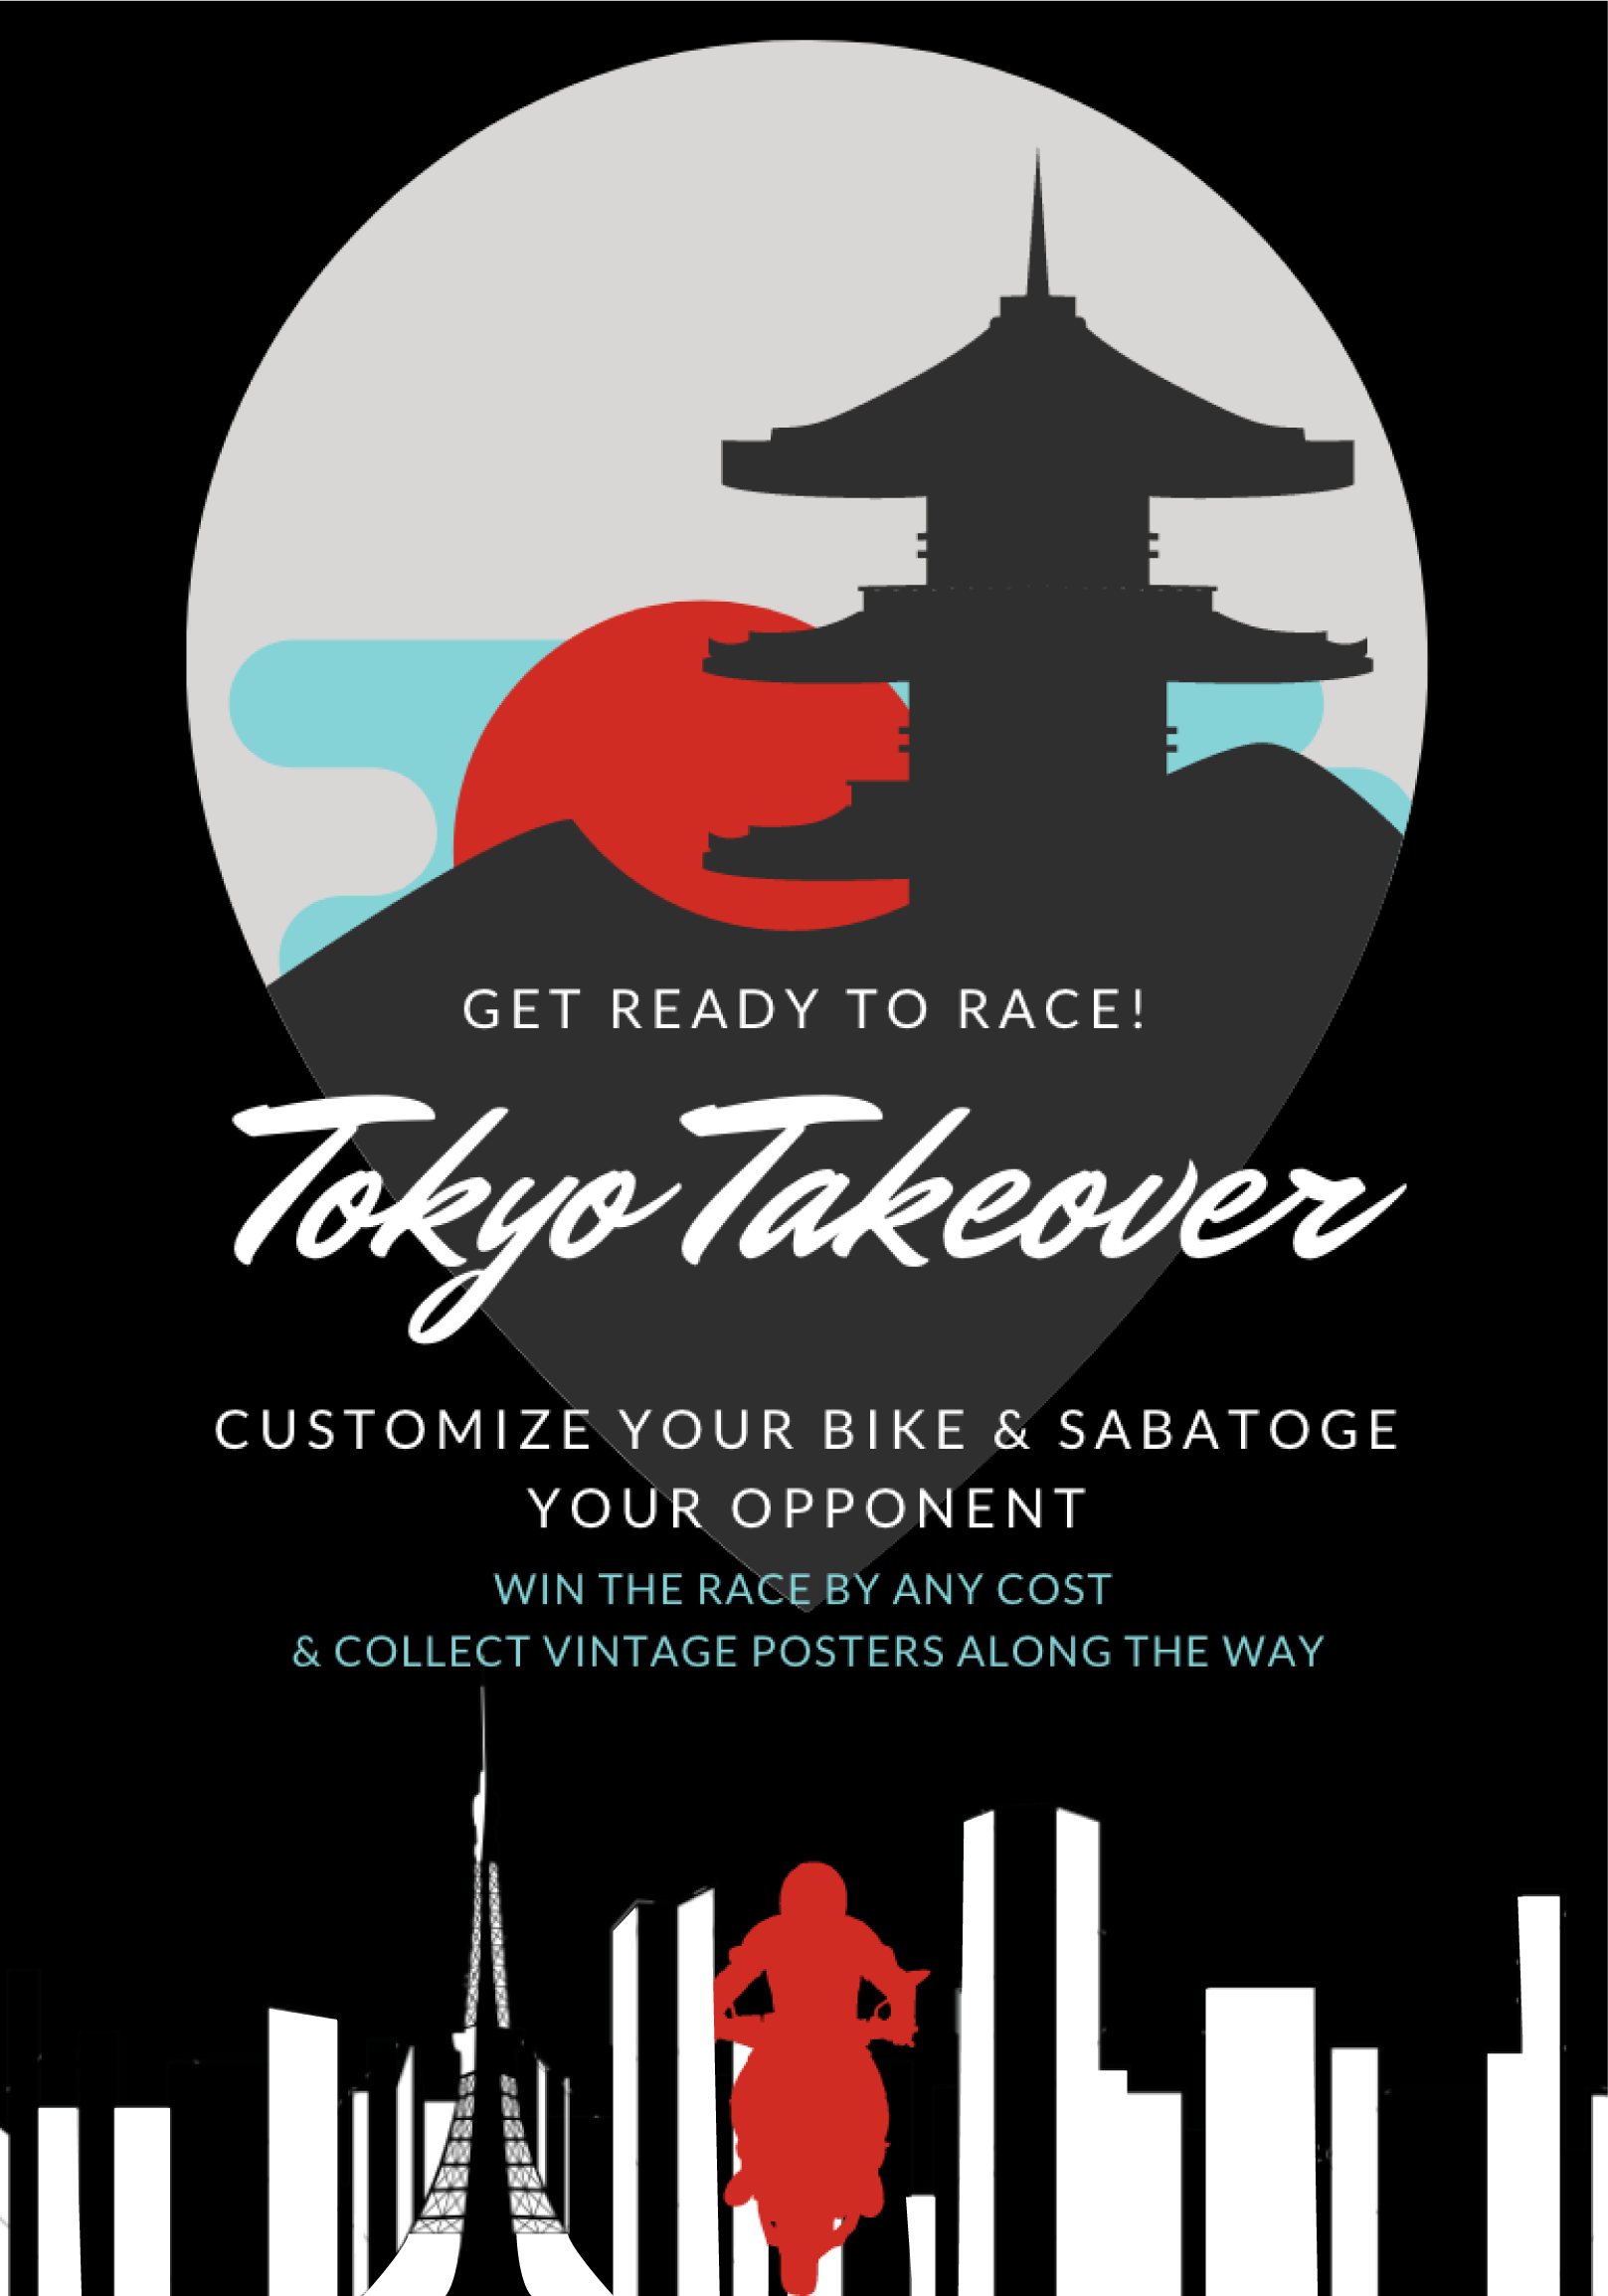 GET READY TO RACE!
Tokyo Takeover
CUSTOMIZE YOUR BIKE & SABATOGE
YOUR OPPONENT
WIN THE RACE BY ANY COST
& COLLECT VINTAGE POSTERS ALONG THE WAY